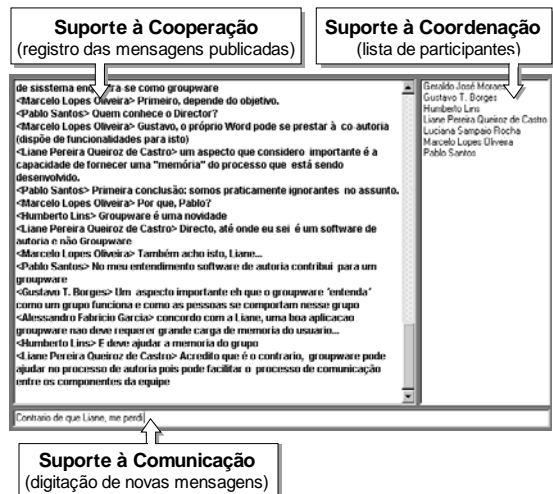 Suporte à Cooperação
(registro das mensagens publicadas)
Suporte à Coordenação
(lista de participantes)
de sisstema se como groupware
<Marcelo Lopes Oliveira> Primeiro, depende do objetivo.
<Pablo Santos> Quem conhece o Director?
<Marcelo Lopes Oliveira> Gustavo, o próprio Word pode se prestar à co-autoria
(dispõe de funcionalidades para isto)
<Liane Pereira Queiroz de Castro> um aspecto que considero importante é a
capacidade de fornecer uma "memória" do processo que está sendo
desenvolvido.
<Pablo Santos> Primeira conclusão: somos praticamente ignorantes no assunto.
<Marcelo Lopes Oliveira> Por que, Pablo?
<Humberto Lins> Groupware é uma novidade
<Liane Pereira Queiroz de Castro> Directo, até onde eu sei é um software de
autoria e não Groupware
<Marcelo Lopes Oliveira> Também acho isto, Liane...
<Pablo Santos> No meu entendimento software de autoria contribui para um
groupware
<Gustavo T. Borges> Um aspecto importante eh que o groupware 'entenda'
como um grupo funciona e como as pessoas se comportam nesse grupo
<Alessandro Fabricio Garcia> concordo com a Liane, uma boa aplicacao
groupware nao deve requerer grande carga de memoria do usuario...
<Humberto Lins> E deve ajudar a memoria do grupo
<Liane Pereira Queiroz de Castro> Acredito que é o contrario, groupware pode
ajudar no processo de autoria pois pode facilitar o processo de comunicação
entre os componentes da equipe
Geraldo José Moraes
Gustavo T. Borges
Humberto Lins
Liane Pereira Queiroz de Castro
Luciana Sampaio Rocha
Marcelo Lopes Oliveira
Pablo Santos
Contrario de que Liane, me perdi
Suporte à Comunicação
(digitação de novas mensagens)